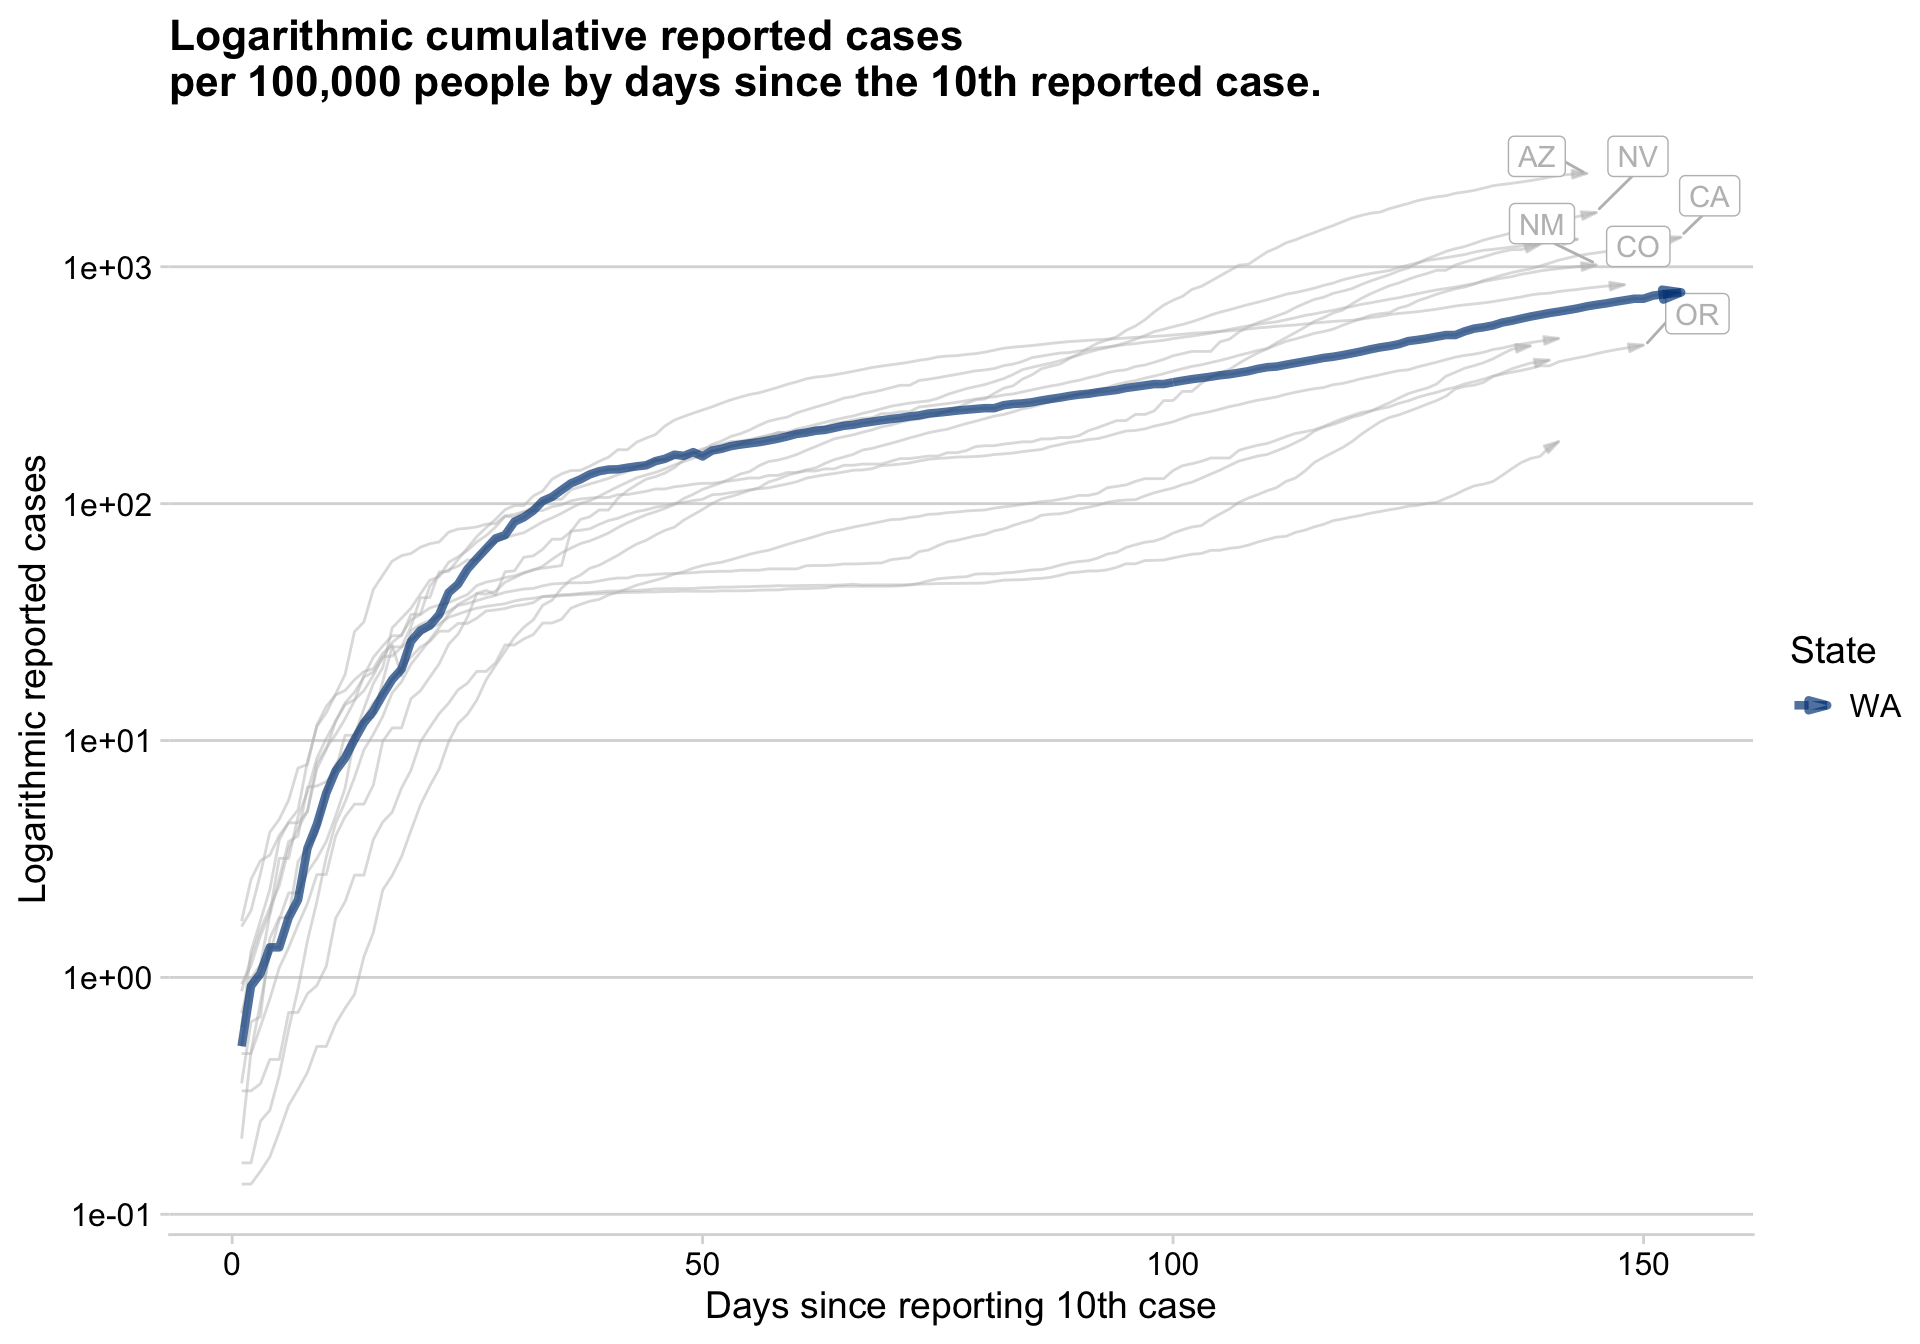 Logarithmic cumulative reported cases
per 100,000 people by days since the 10th reported case.
AZ
NV
CA
NM
CO
OR
1e+03
1e+02
1e+01
1e+00
1e-01
Logarithmic reported cases
0
50
100
150
Days since reporting 10th case
State
WA